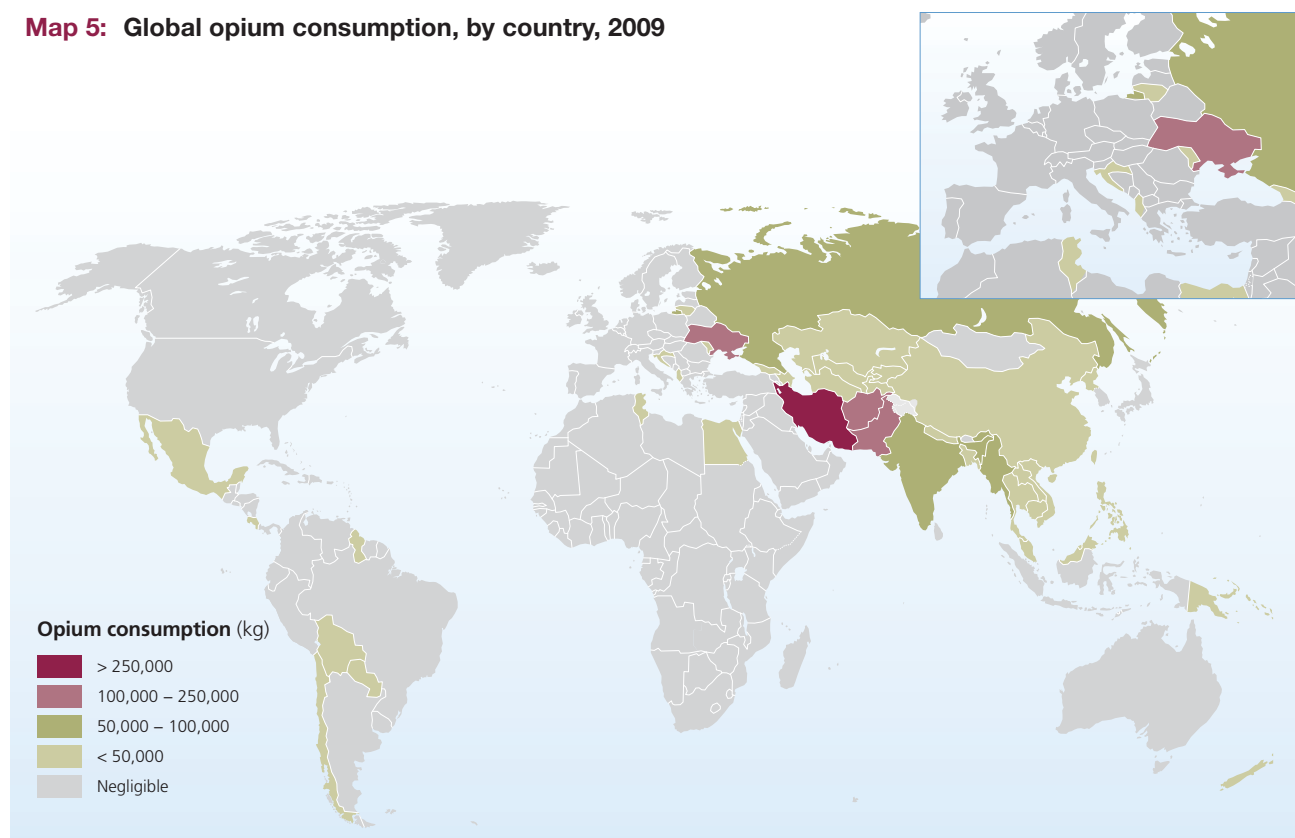 Map 5: Global opium consumption, by country, 2009
Opium consumption (kg)
> 250,000
100,000 – 250,000
50,000 – 100,000
< 50,000
Negligible